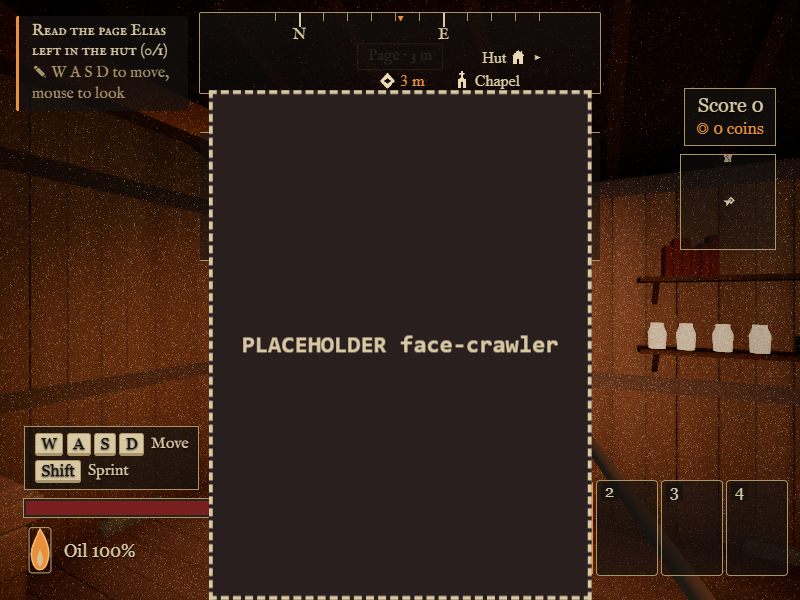 Read the page Elias
left in the hut (0/1)
W A S D to move,
mouse to look
N
E
Page · 3 m
Hut
3 m
Chapel
Score 0
0 coins
N
PLACEHOLDER face-crawler
W A S D Move
Shift Sprint
Oil 100%
2
3
4